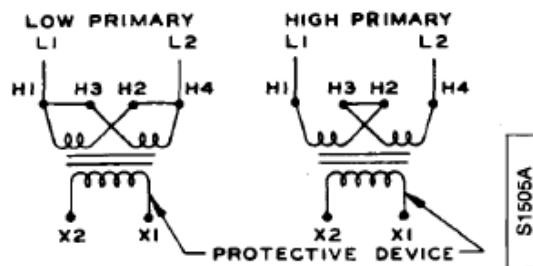 LOW PRIMARY
L1 L2
H1 H3 H2 H4
X2 X1
HIGH PRIMARY
L1 L2
H1 H3 H2 H4
X2 X1
PROTECTIVE DEVICE
S1505A